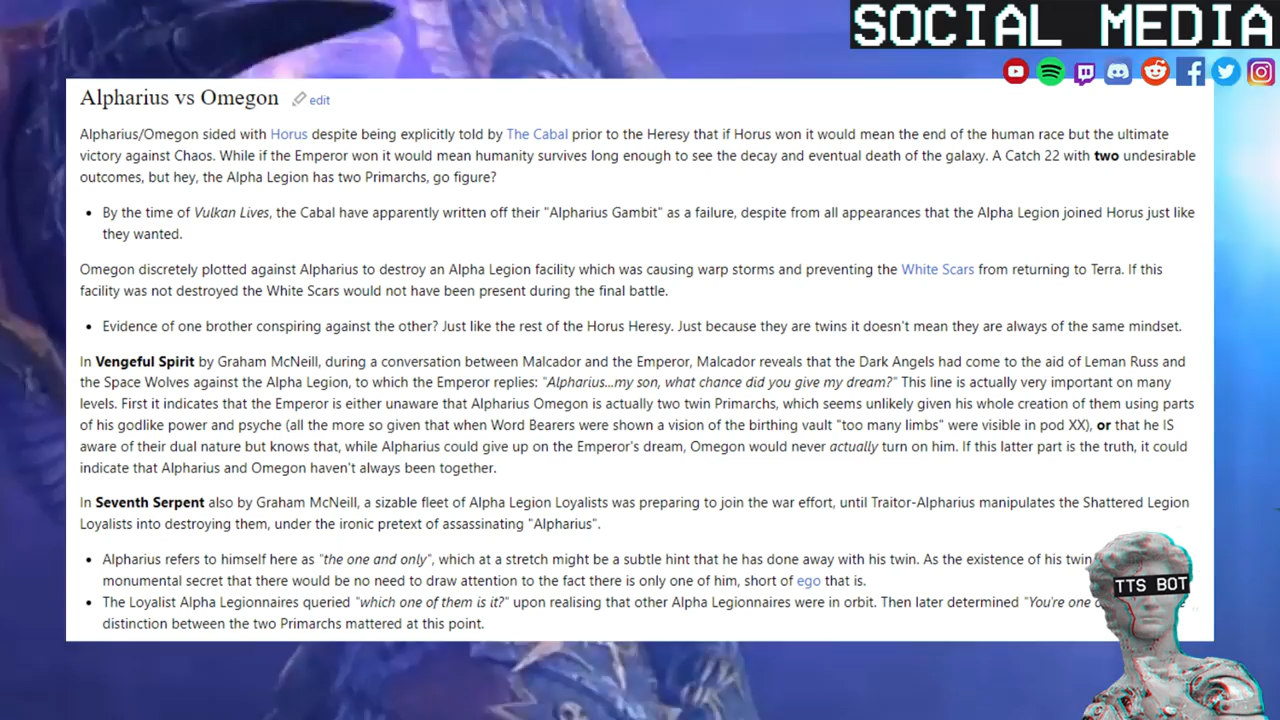 SOCIAL MEDIA
Alpharius vs Omegon edit
Alpharius/Omegon sided with Horus despite being explicitly told by The Cabal prior to the Heresy that if Horus won it would mean the end of the human race but the ultimate
victory against Chaos. While if the Emperor won it would mean humanity survives long enough to see the decay and eventual death of the galaxy. A Catch 22 with two undesirable
outcomes, but hey, the Alpha Legion has two Primarchs, go figure?
• By the time of Vulkan Lives, the Cabal have apparently written off their "Alpharius Gambit" as a failure, despite from all appearances that the Alpha Legion joined Horus just like
they wanted.
Omegon discretely plotted against Alpharius to destroy an Alpha Legion facility which was causing warp storms and preventing the White Scars from returning to Terra. If this
facility was not destroyed the White Scars would not have been present during the final battle.
• Evidence of one brother conspiring against the other? Just like the rest of the Horus Heresy. Just because they are twins it doesn't mean they are always of the same mindset.
In Vengeful Spirit by Graham McNeill, during a conversation between Malcador and the Emperor, Malcador reveals that the Dark Angels had come to the aid of Leman Russ and
the Space Wolves against the Alpha Legion, to which the Emperor replies: "Alpharius...my son, what chance did you give my dream?" This line is actually very important on many
levels. First it indicates that the Emperor is either unaware that Alpharius Omegon is actually two twin Primarchs, which seems unlikely given his whole creation of them using parts
of his godlike power and psyche (all the more so given that when Word Bearers were shown a vision of the birthing vault "too many limbs" were visible in pod XX), or that he IS
aware of their dual nature but knows that, while Alpharius could give up on the Emperor's dream, Omegon would never actually turn on him. If this latter part is the truth, it could
indicate that Alpharius and Omegon haven't always been together.
In Seventh Serpent also by Graham McNeill, a sizable fleet of Alpha Legion Loyalists was preparing to join the war effort, until Traitor-Alpharius manipulates the Shattered Legion
Loyalists into destroying them, under the ironic pretext of assassinating "Alpharius".
• Alpharius refers to himself here as "the one and only", which at a stretch might be a subtle hint that he has done away with his twin. As the existence of his twin
monumental secret that there would be no need to draw attention to the fact there is only one of him, short of ego that is.
• The Loyalist Alpha Legionnaires queried "which one of them is it?" upon realising that other Alpha Legionnaires were in orbit. Then later determined "You're one
distinction between the two Primarchs mattered at this point.
TTS BOT